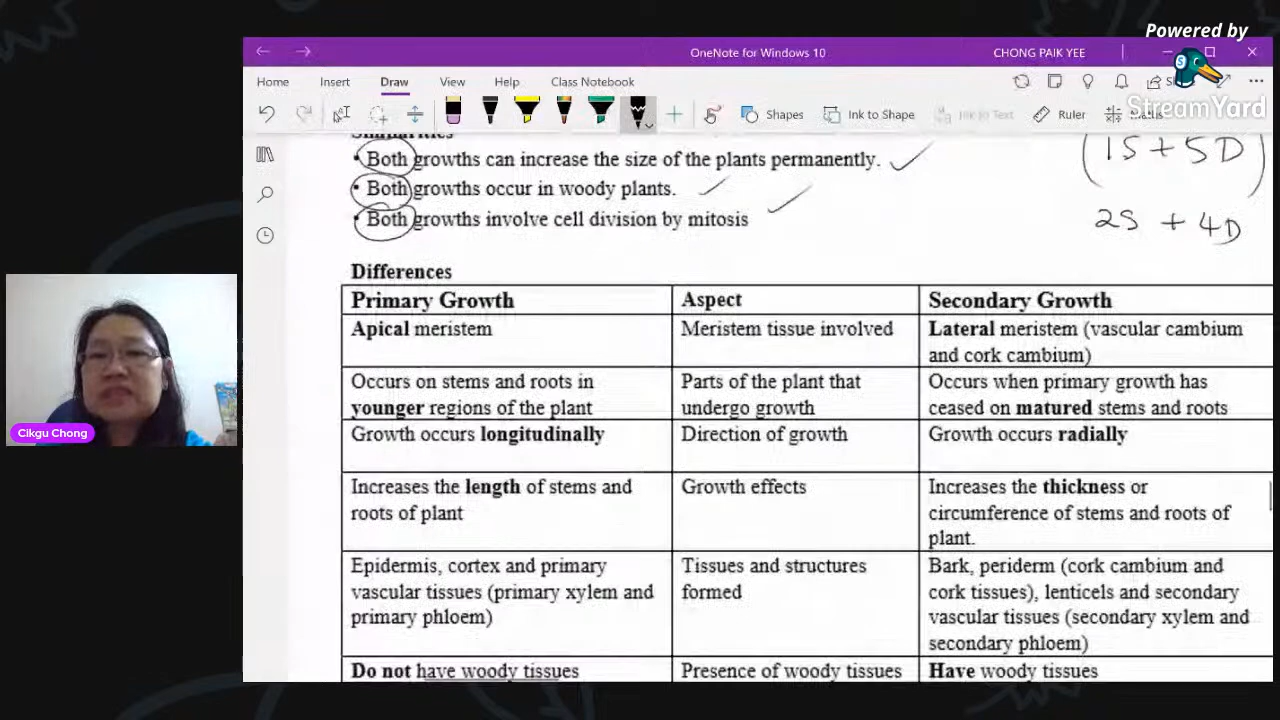 Powered by
OneNote for Windows 10
CHONG PAIK YEE
Home Insert Draw View Help Class Notebook
Shapes Ink to Shape Ink to Text Ruler
StreamYard
Similarities
• Both growths can increase the size of the plants permanently.
(1S + 5D)
• Both growths occur in woody plants.
• Both growths involve cell division by mitosis
2S + 4D
Differences
Primary Growth Aspect Secondary Growth
Apical meristem Meristem tissue involved Lateral meristem (vascular cambium
and cork cambium)
Occurs on stems and roots in Parts of the plant that Occurs when primary growth has
younger regions of the plant undergo growth ceased on matured stems and roots
Growth occurs longitudinally Direction of growth Growth occurs radially
Increases the length of stems and Growth effects Increases the thickness or
roots of plant circumference of stems and roots of
plant.
Epidermis, cortex and primary Tissues and structures Bark, periderm (cork cambium and
vascular tissues (primary xylem and formed cork tissues), lenticels and secondary
primary phloem) vascular tissues (secondary xylem and
secondary phloem)
Do not have woody tissues Presence of woody tissues Have woody tissues
Cikgu Chong